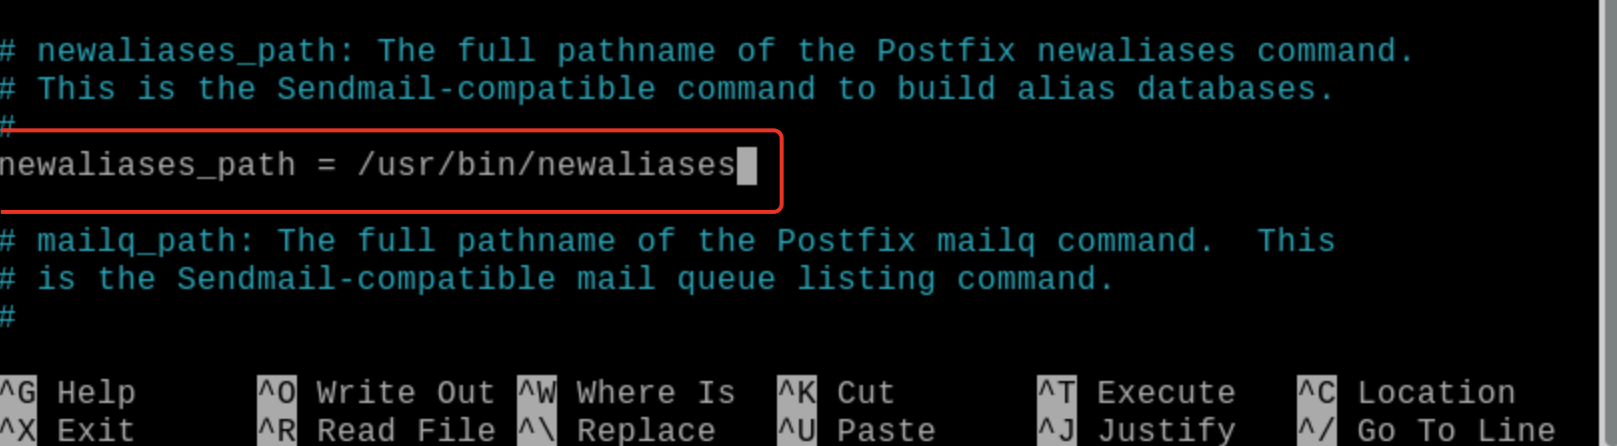 # newaliases_path: The full pathname of the Postfix newaliases command.
# This is the Sendmail-compatible command to build alias databases.
#
newaliases_path = /usr/bin/newaliases
# mailq_path: The full pathname of the Postfix mailq command.  This
# is the Sendmail-compatible mail queue listing command.
#
^G Help ^O Write Out ^W Where Is ^K Cut ^T Execute ^C Location
^X Exit ^R Read File ^\ Replace ^U Paste ^J Justify ^/ Go To Line